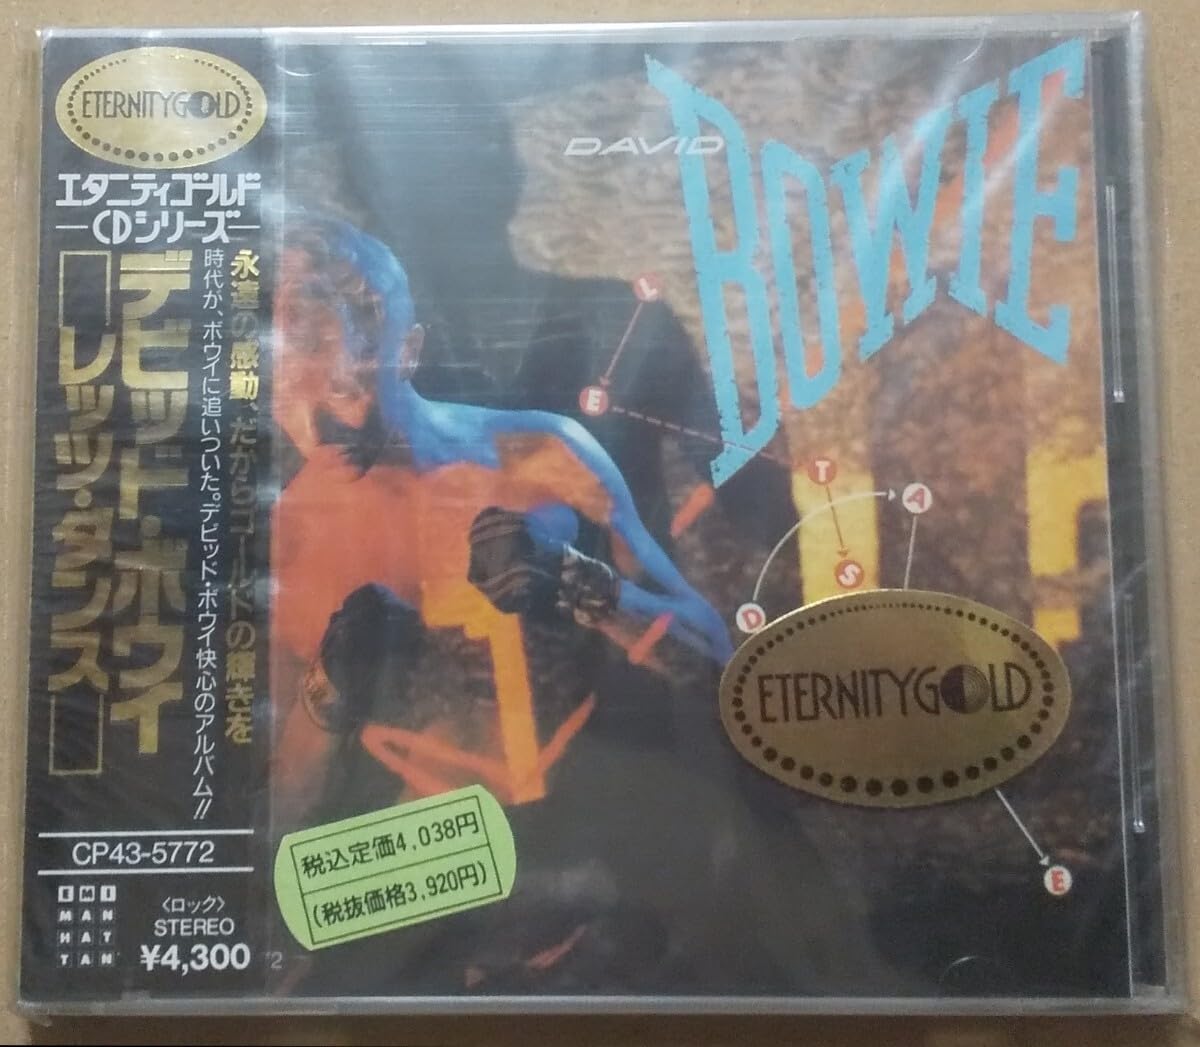 ETERNITYGOLD
エタニティゴールド
—CDシリーズ—
永遠の感動、だからゴールドの輝きを
時代が、ボウイに追いついた。デビッド・ボウイ快心のアルバム!!
デビッド・ボウイ
[レッツ・ダンス]
CP43-5772
EMI
MAN
HAT
TAN
〈ロック〉
STEREO
¥4,300
DAVID
BOWIE
L
E
T
S
D
A
E
ETERNITYGOLD
税込定価4,038円
(税抜価格3,920円)